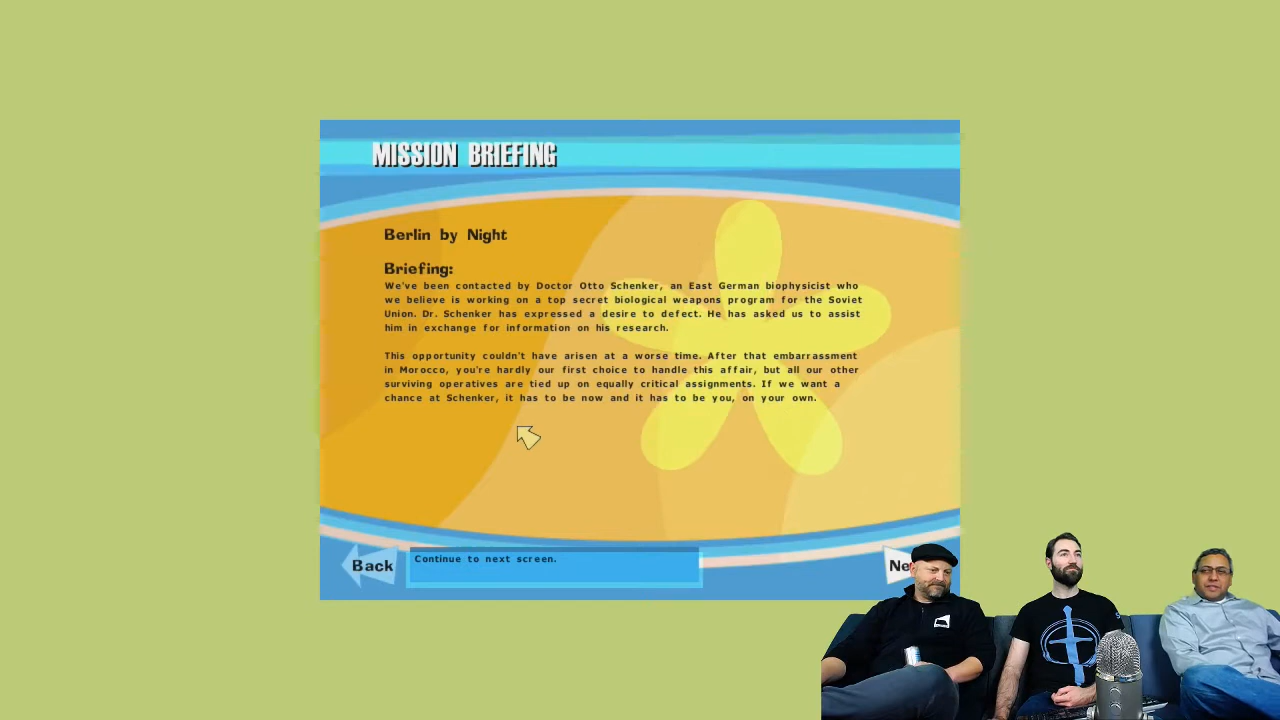 MISSION BRIEFING
Berlin by Night
Briefing:
We've been contacted by Doctor Otto Schenker, an East German biophysicist who
we believe is working on a top secret biological weapons program for the Soviet
Union. Dr. Schenker has expressed a desire to defect. He has asked us to assist
him in exchange for information on his research.
This opportunity couldn't have arisen at a worse time. After that embarrassment
in Morocco, you're hardly our first choice to handle this affair, but all our other
surviving operatives are tied up on equally critical assignments. If we want a
chance at Schenker, it has to be now and it has to be you, on your own.
Back
Continue to next screen.
Ne